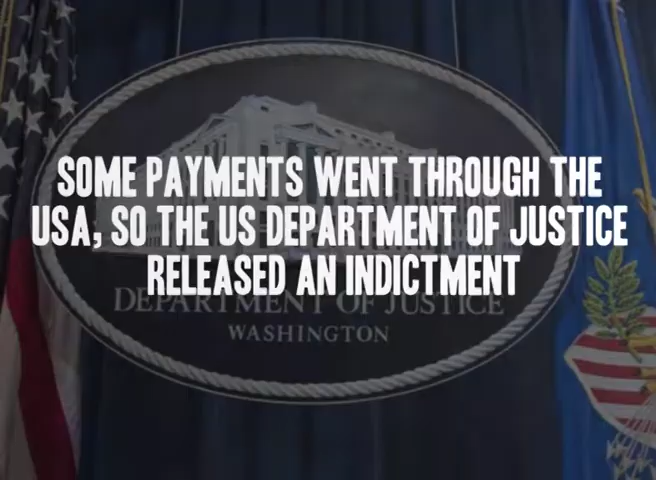 SOME PAYMENTS WENT THROUGH THE
USA, SO THE US DEPARTMENT OF JUSTICE
RELEASED AN INDICTMENT
DEPARTMENT OF JUSTICE
WASHINGTON